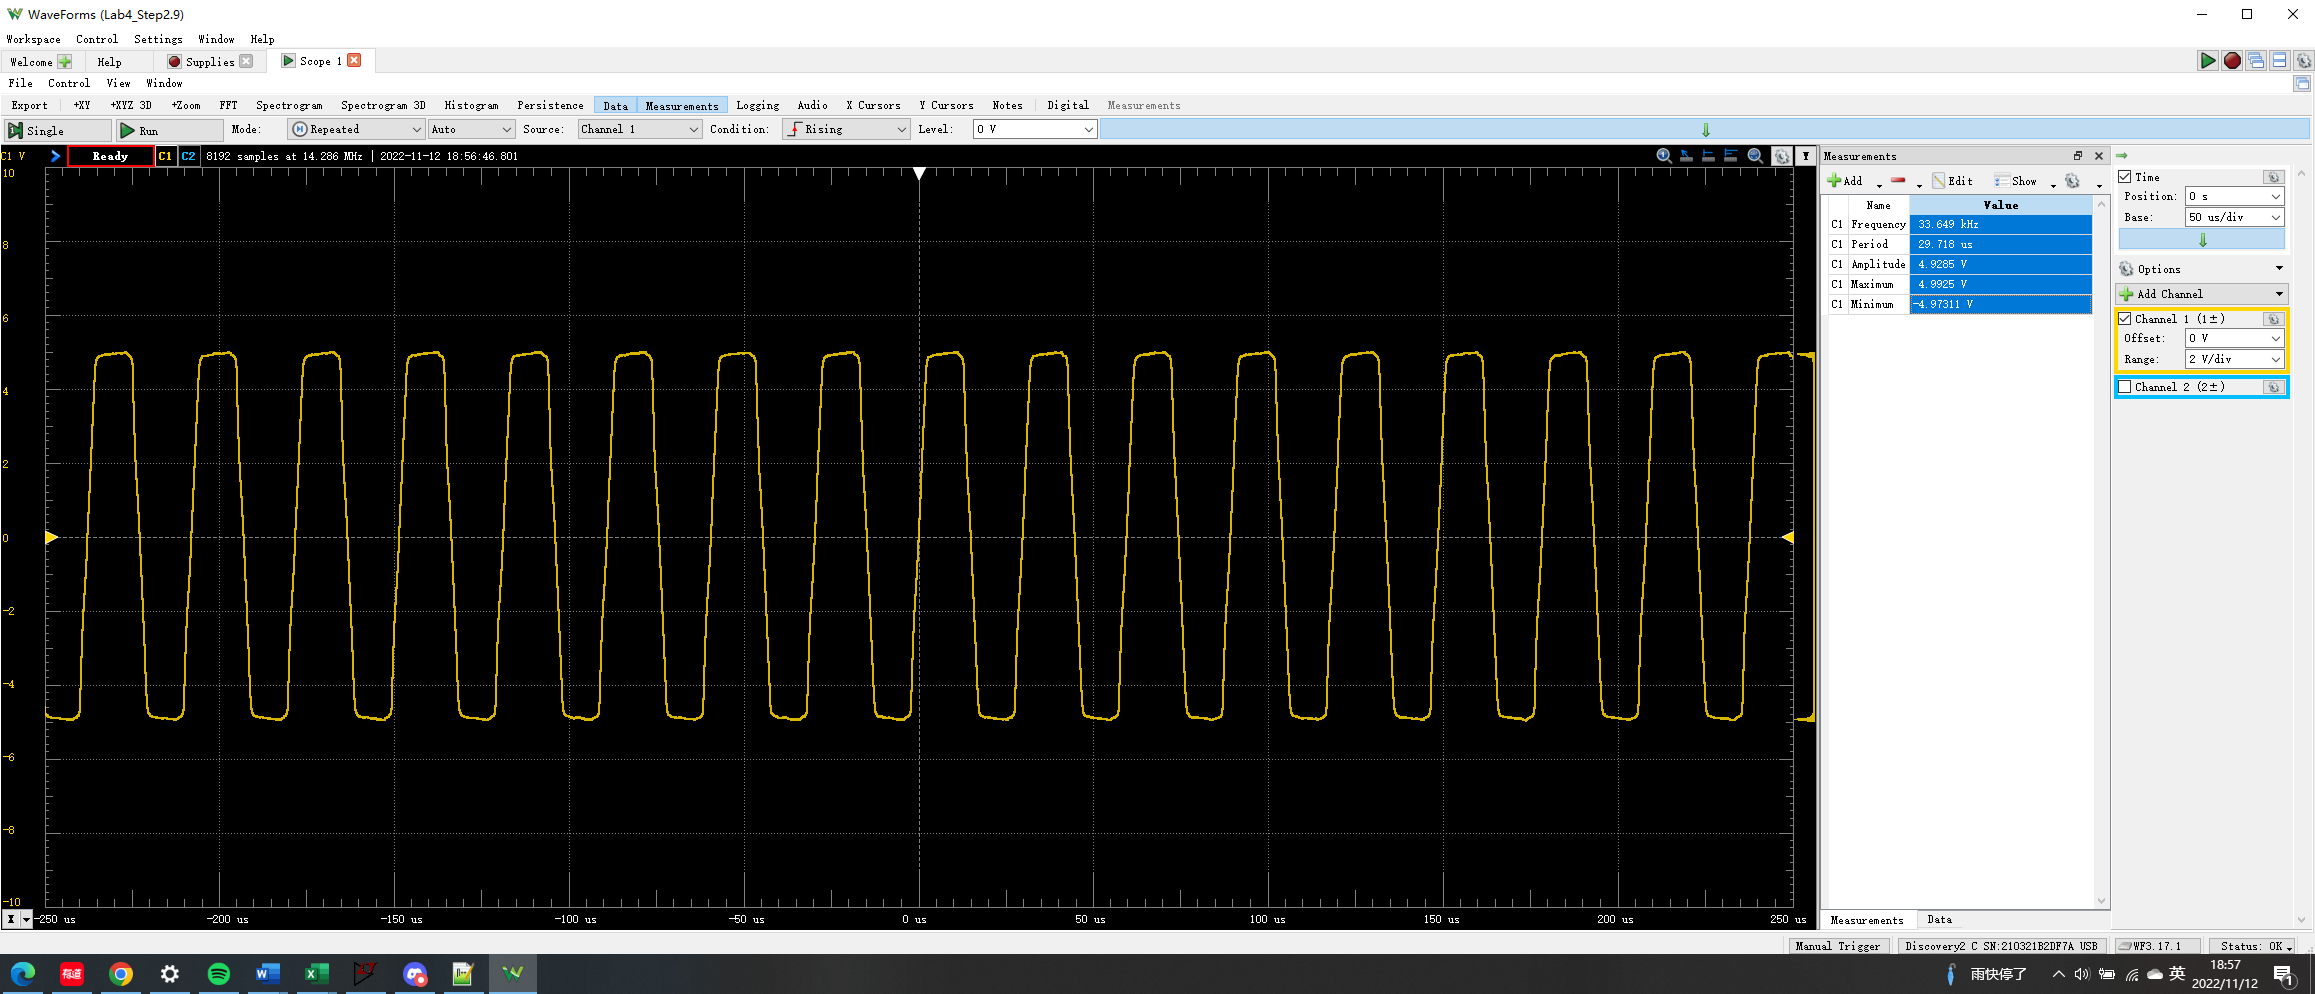 WaveForms (Lab4_Step2.9)
Workspace Control Settings Window Help
Welcome Help Supplies Scope 1
File Control View Window
Export +XY +XYZ 3D +Zoom FFT Spectrogram Spectrogram 3D Histogram Persistence Data Measurements Logging Audio X Cursors Y Cursors Notes Digital Measurements
Single Run Mode: Repeated Auto Source: Channel 1 Condition: Rising Level: 0 V
C1 V Ready C1 C2 8192 samples at 14.286 MHz | 2022-11-12 18:56:46.801 Y
10
8
6
4
2
0
-2
-4
-6
-8
-10
X -250 us -200 us -150 us -100 us -50 us 0 us 50 us 100 us 150 us 200 us 250 us
Measurements
Add Edit Show
Name Value
C1 Frequency 33.649 kHz
C1 Period 29.718 us
C1 Amplitude 4.9285 V
C1 Maximum 4.9925 V
C1 Minimum -4.97311 V
Measurements Data
Time
Position: 0 s
Base: 50 us/div
Options
Add Channel
Channel 1 (1±)
Offset: 0 V
Range: 2 V/div
Channel 2 (2±)
Manual Trigger Discovery2 C SN:210321B2DF7A USB WF3.17.1 Status: OK
有道 雨快停了 英 18:57
2022/11/12 1